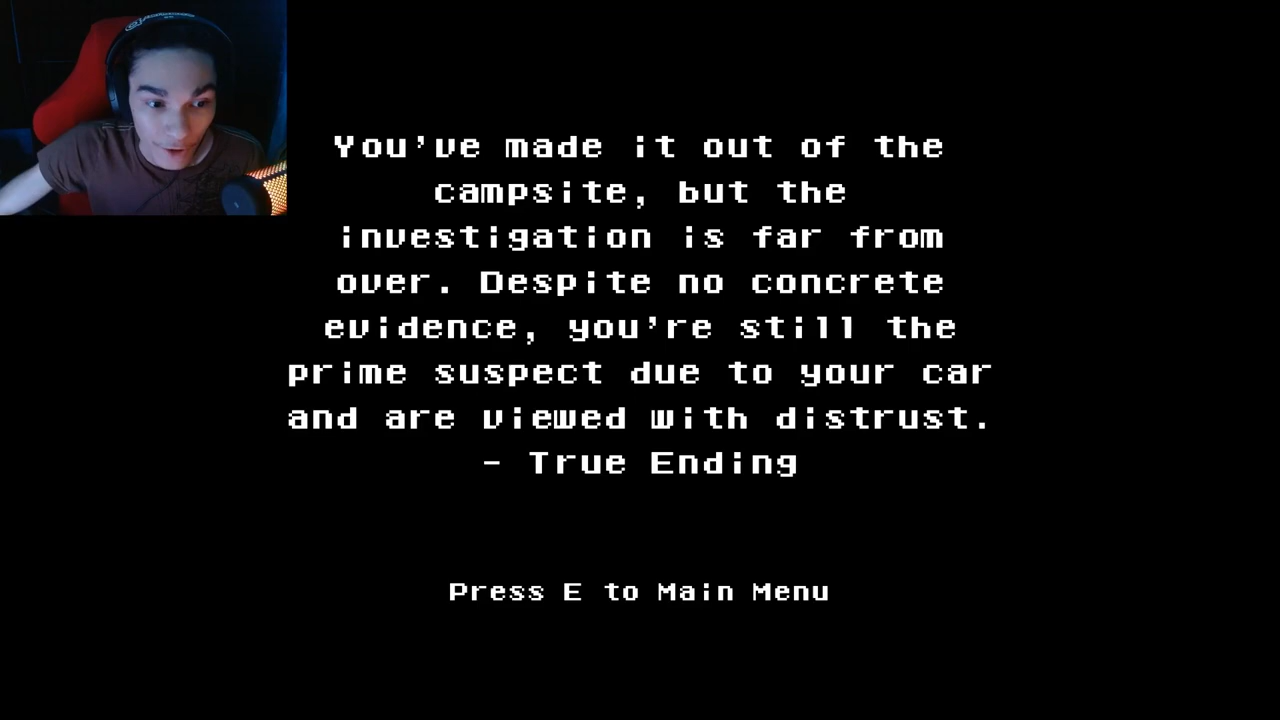 You've made it out of the
campsite, but the
investigation is far from
over. Despite no concrete
evidence, you're still the
prime suspect due to your car
and are viewed with distrust.
- True Ending
Press E to Main Menu